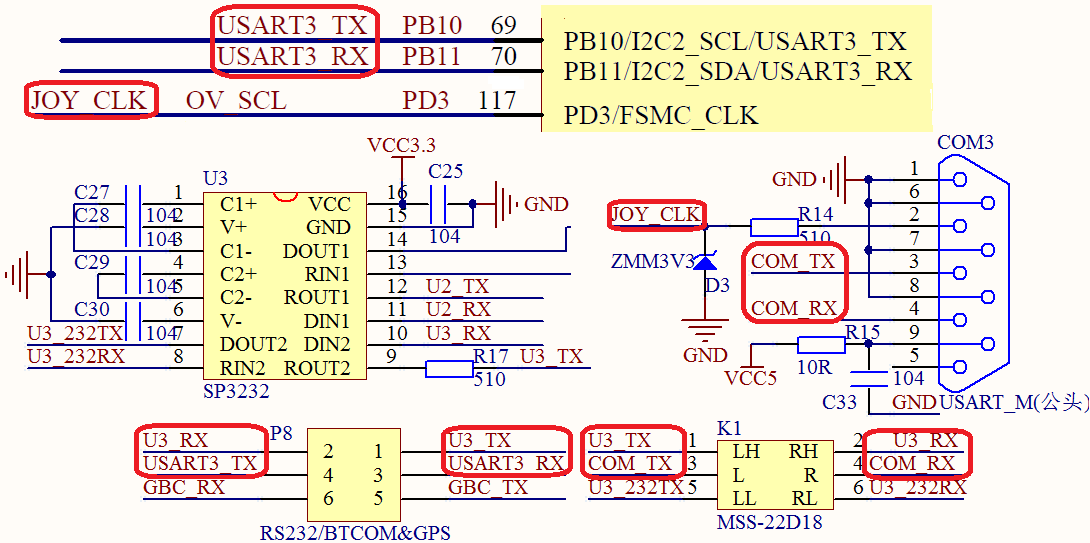 USART3_TX PB10 69 PB10/I2C2_SCL/USART3_TX
USART3_RX PB11 70 PB11/I2C2_SDA/USART3_RX
JOY_CLK OV_SCL PD3 117 PD3/FSMC_CLK
U3
VCC3.3
C25
104
GND
C27 104
C28 104
C29 104
C30 104
1 C1+ VCC 16
2 V+ GND 15
3 C1- DOUT1 14
4 C2+ RIN1 13
5 C2- ROUT1 12 U2_TX
6 V- DIN1 11 U2_RX
U3_232TX 7 DOUT2 DIN2 10 U3_RX
U3_232RX 8 RIN2 ROUT2 9 R17 510 U3_TX
SP3232
COM3
GND
1
6
2
7
3
8
4
9
5
JOY_CLK R14
510
ZMM3V3
D3
GND
COM_TX
COM_RX
R15
10R
VCC5
104
C33
GND
USART_M(公头)
P8
U3_RX 2 1 U3_TX
USART3_TX 4 3 USART3_RX
GBC_RX 6 5 GBC_TX
RS232/BTCOM&GPS
K1
U3_TX 1 LH RH 2 U3_RX
COM_TX 3 L R 4 COM_RX
U3_232TX 5 LL RL 6 U3_232RX
MSS-22D18